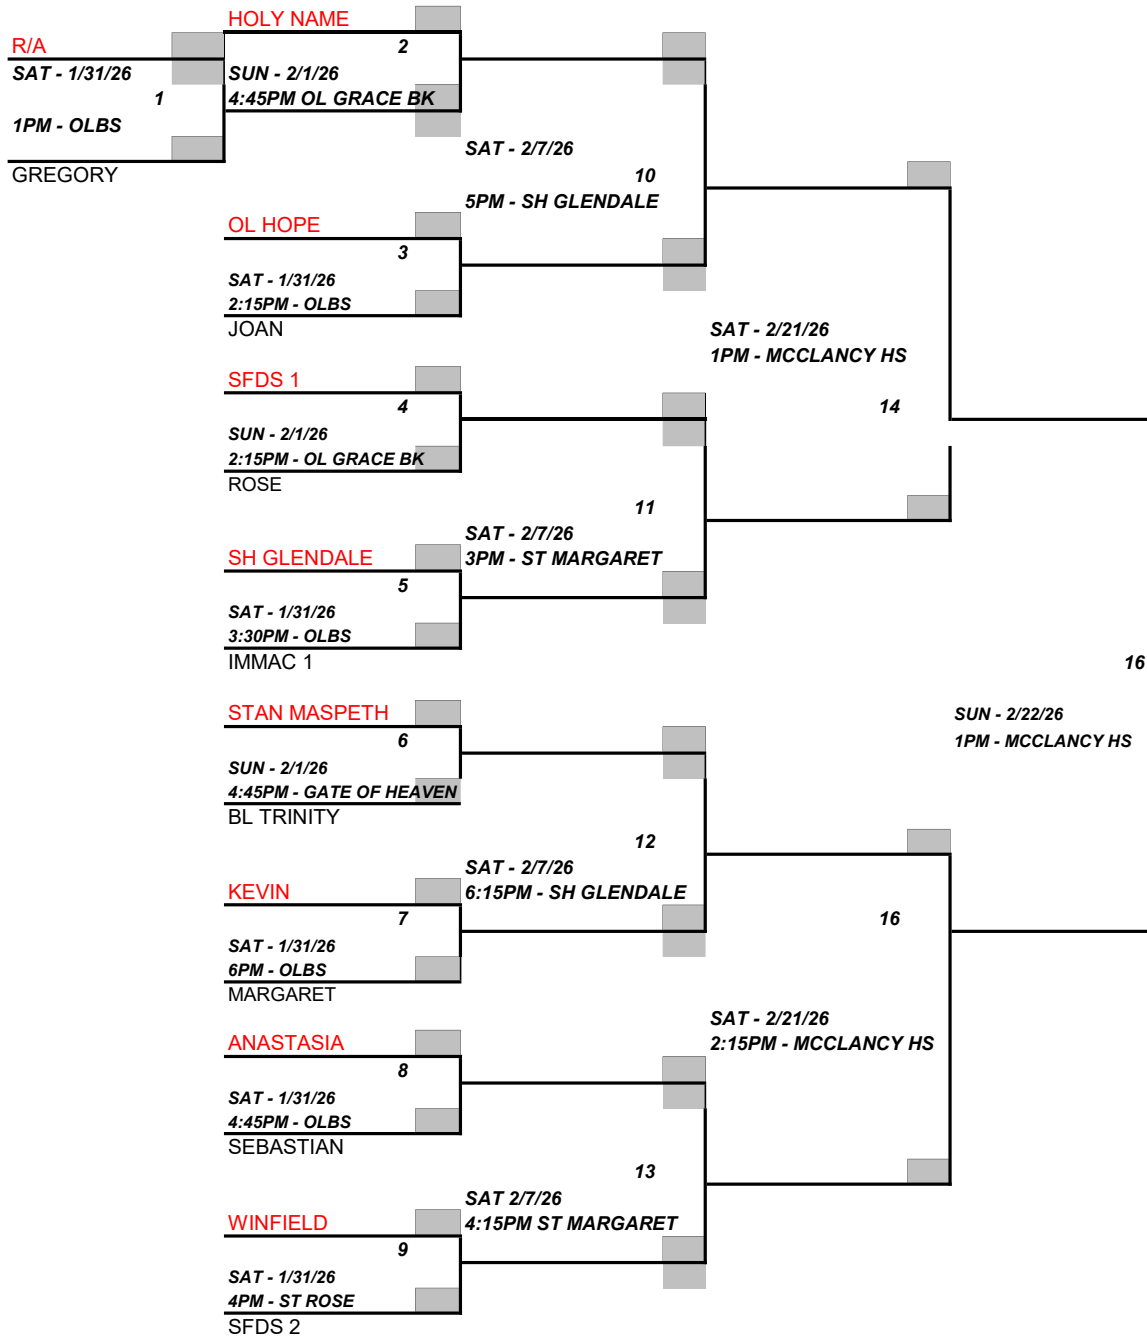 HOLY NAME
R/A
2
SAT - 1/31/26
SUN - 2/1/26
1
4:45PM OL GRACE BK
1PM - OLBS
GREGORY
SAT - 2/7/26
10
5PM - SH GLENDALE
OL HOPE
3
SAT - 1/31/26
2:15PM - OLBS
JOAN
SAT - 2/21/26
1PM - MCCLANCY HS
14
SFDS 1
4
SUN - 2/1/26
2:15PM - OL GRACE BK
ROSE
11
SAT - 2/7/26
3PM - ST MARGARET
SH GLENDALE
5
SAT - 1/31/26
3:30PM - OLBS
IMMAC 1
16
SUN - 2/22/26
1PM - MCCLANCY HS
STAN MASPETH
6
SUN - 2/1/26
4:45PM - GATE OF HEAVEN
BL TRINITY
12
SAT - 2/7/26
6:15PM - SH GLENDALE
KEVIN
7
SAT - 1/31/26
6PM - OLBS
MARGARET
16
SAT - 2/21/26
2:15PM - MCCLANCY HS
ANASTASIA
8
SAT - 1/31/26
4:45PM - OLBS
SEBASTIAN
13
SAT 2/7/26
4:15PM ST MARGARET
WINFIELD
9
SAT - 1/31/26
4PM - ST ROSE
SFDS 2